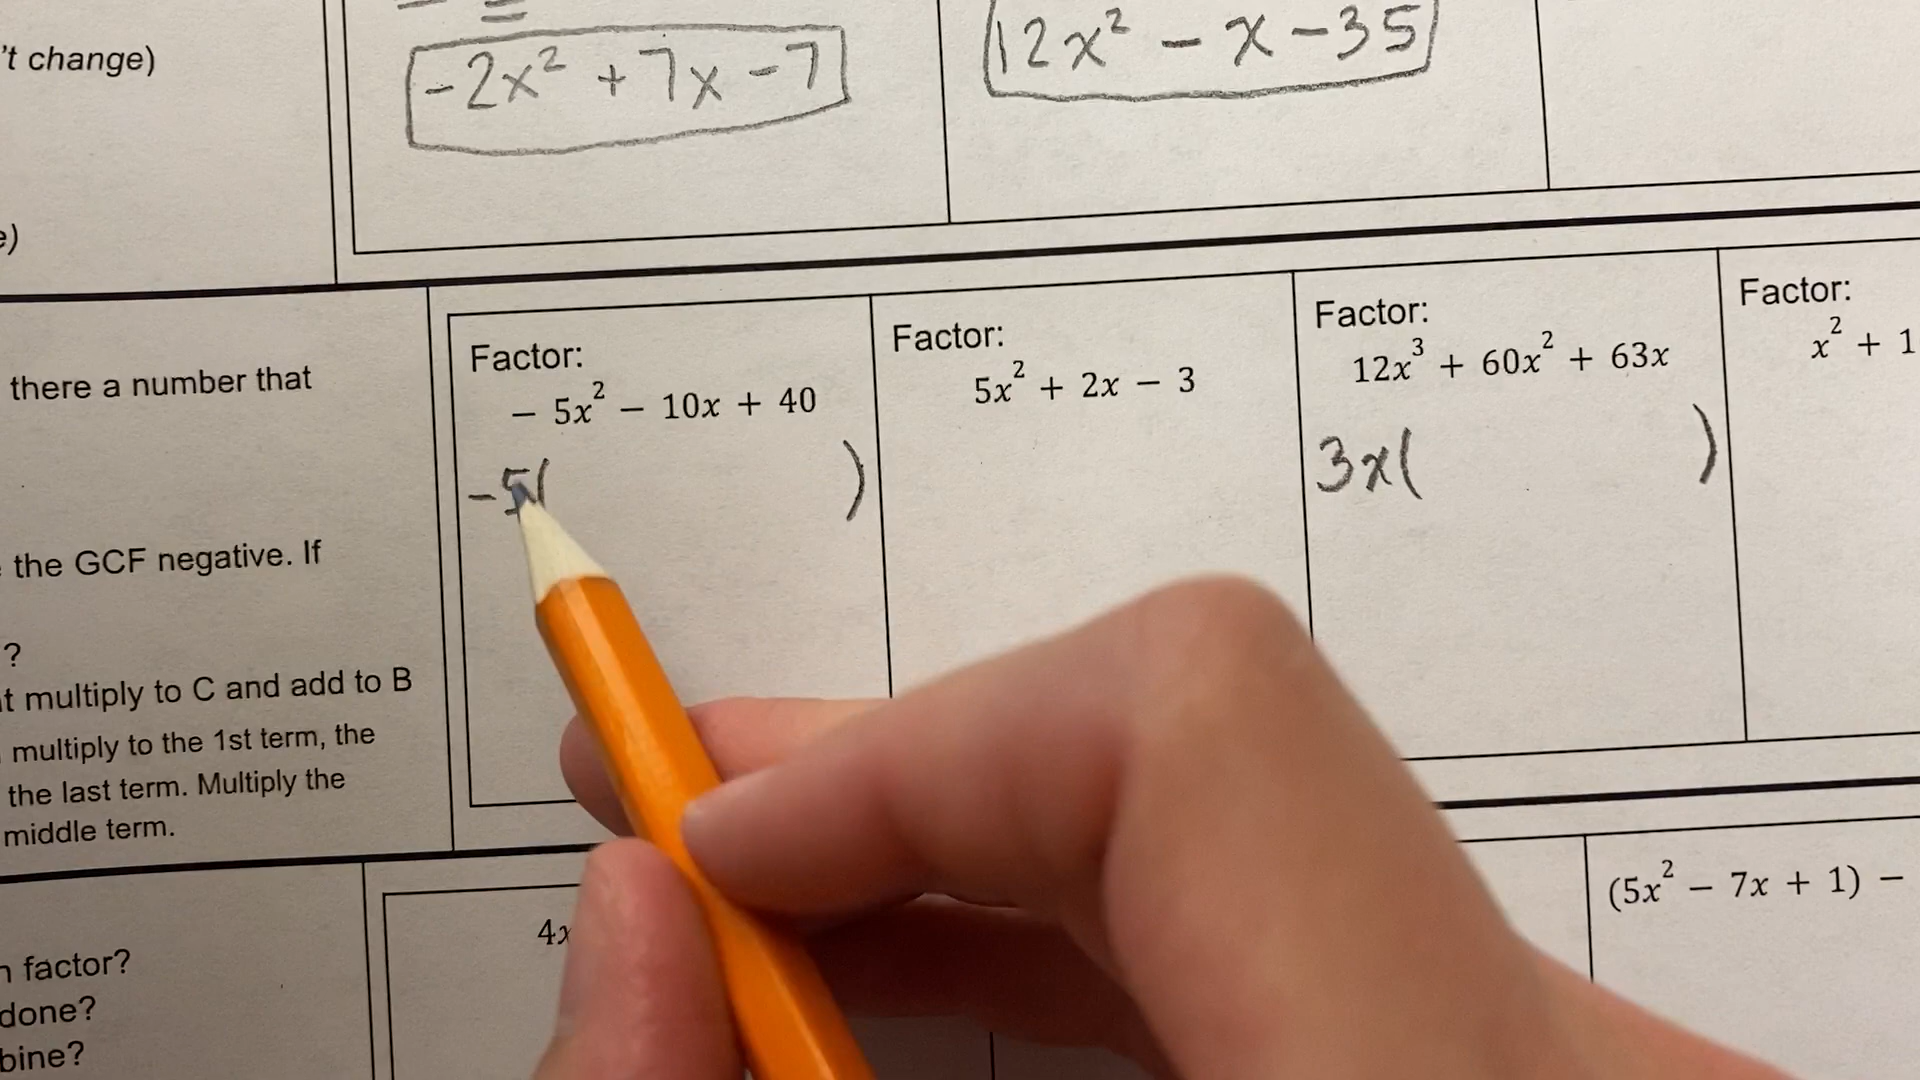 't change)
-2x² + 7x - 7
12x² - x - 35
e)
there a number that
the GCF negative. If
?
multiply to C and add to B
multiply to the 1st term, the
the last term. Multiply the
middle term.
Factor:
- 5x² - 10x + 40
-5( )
Factor:
5x² + 2x - 3
Factor:
12x³ + 60x² + 63x
3x( )
Factor:
x² + 1
factor?
done?
bine?
4x
(5x² - 7x + 1) -